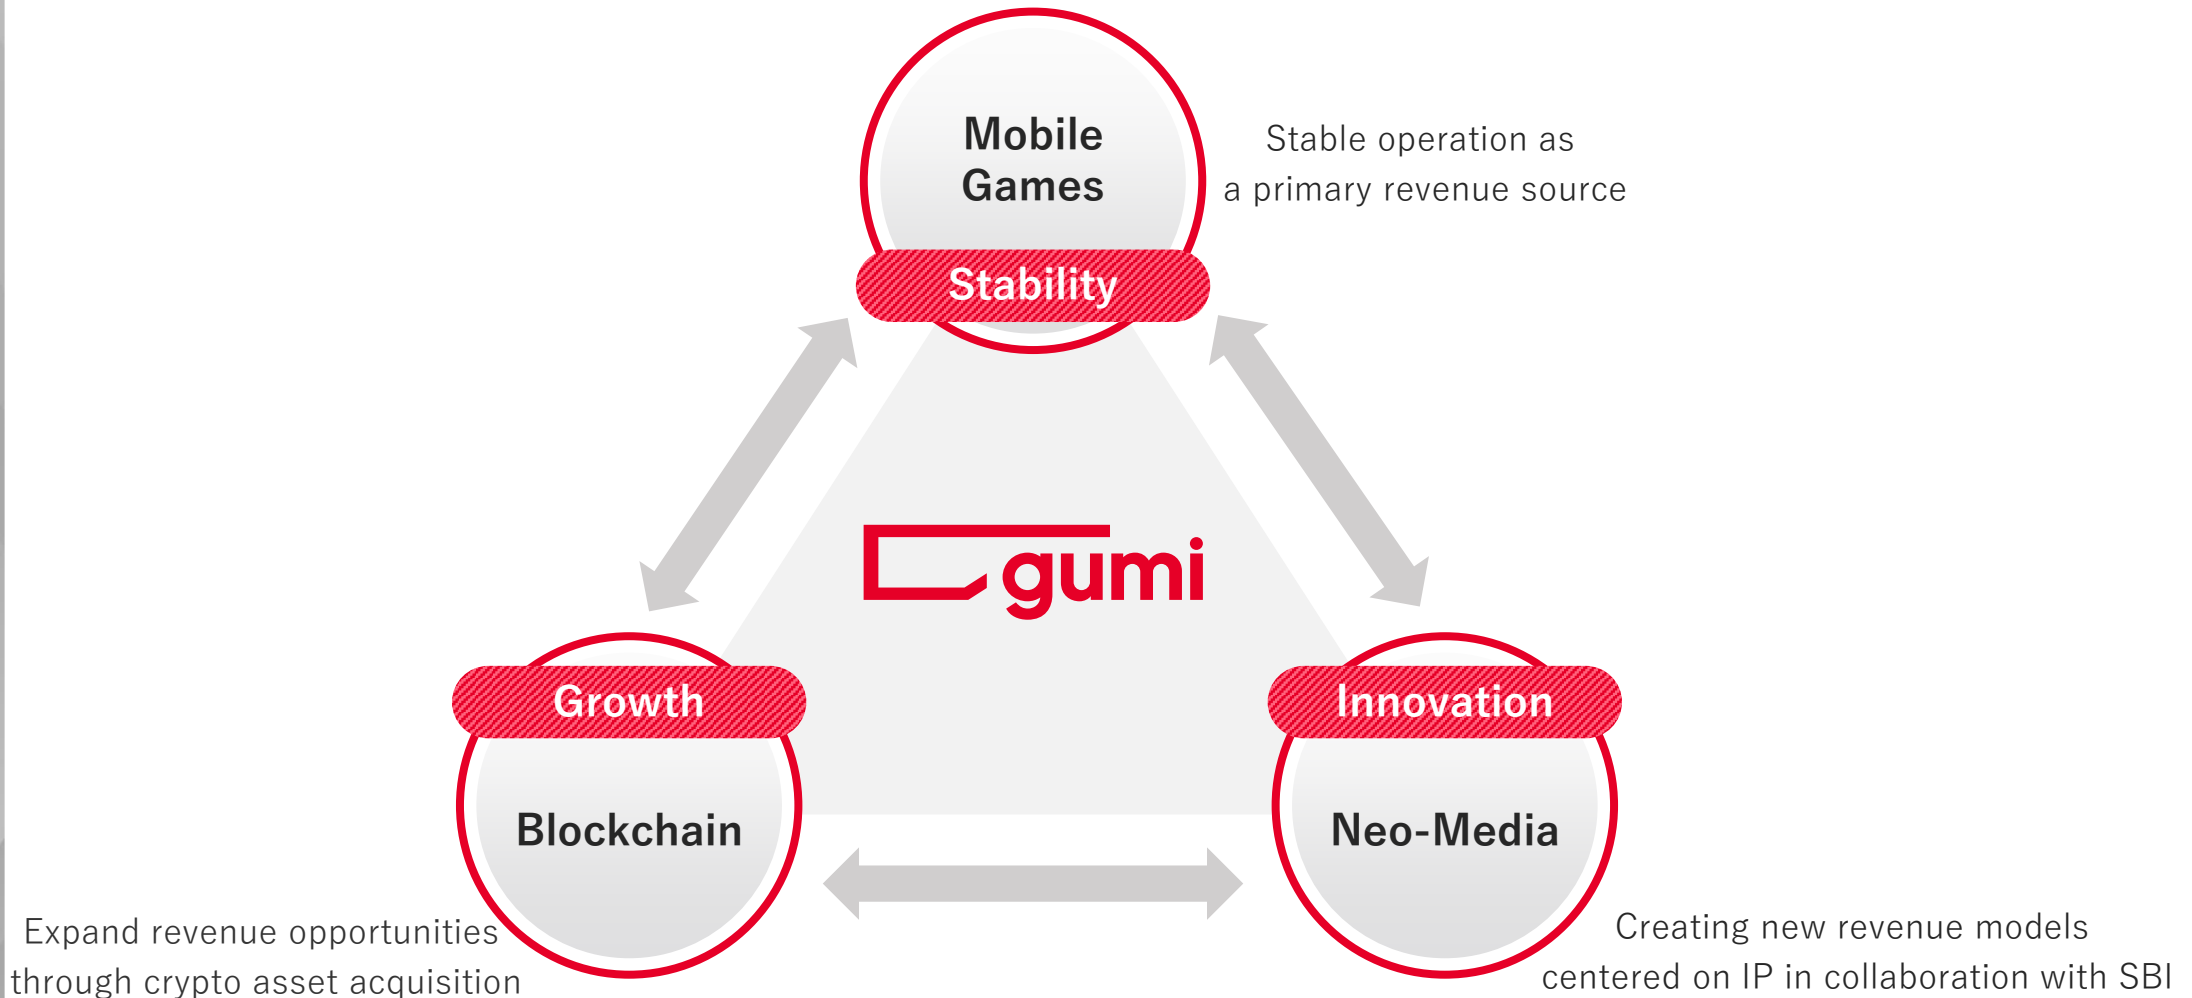 Mobile
Games
Stable operation as
a primary revenue source
Stability
gumi
Growth
Innovation
Blockchain
Neo-Media
Expand revenue opportunities
through crypto asset acquisition
Creating new revenue models
centered on IP in collaboration with SBI